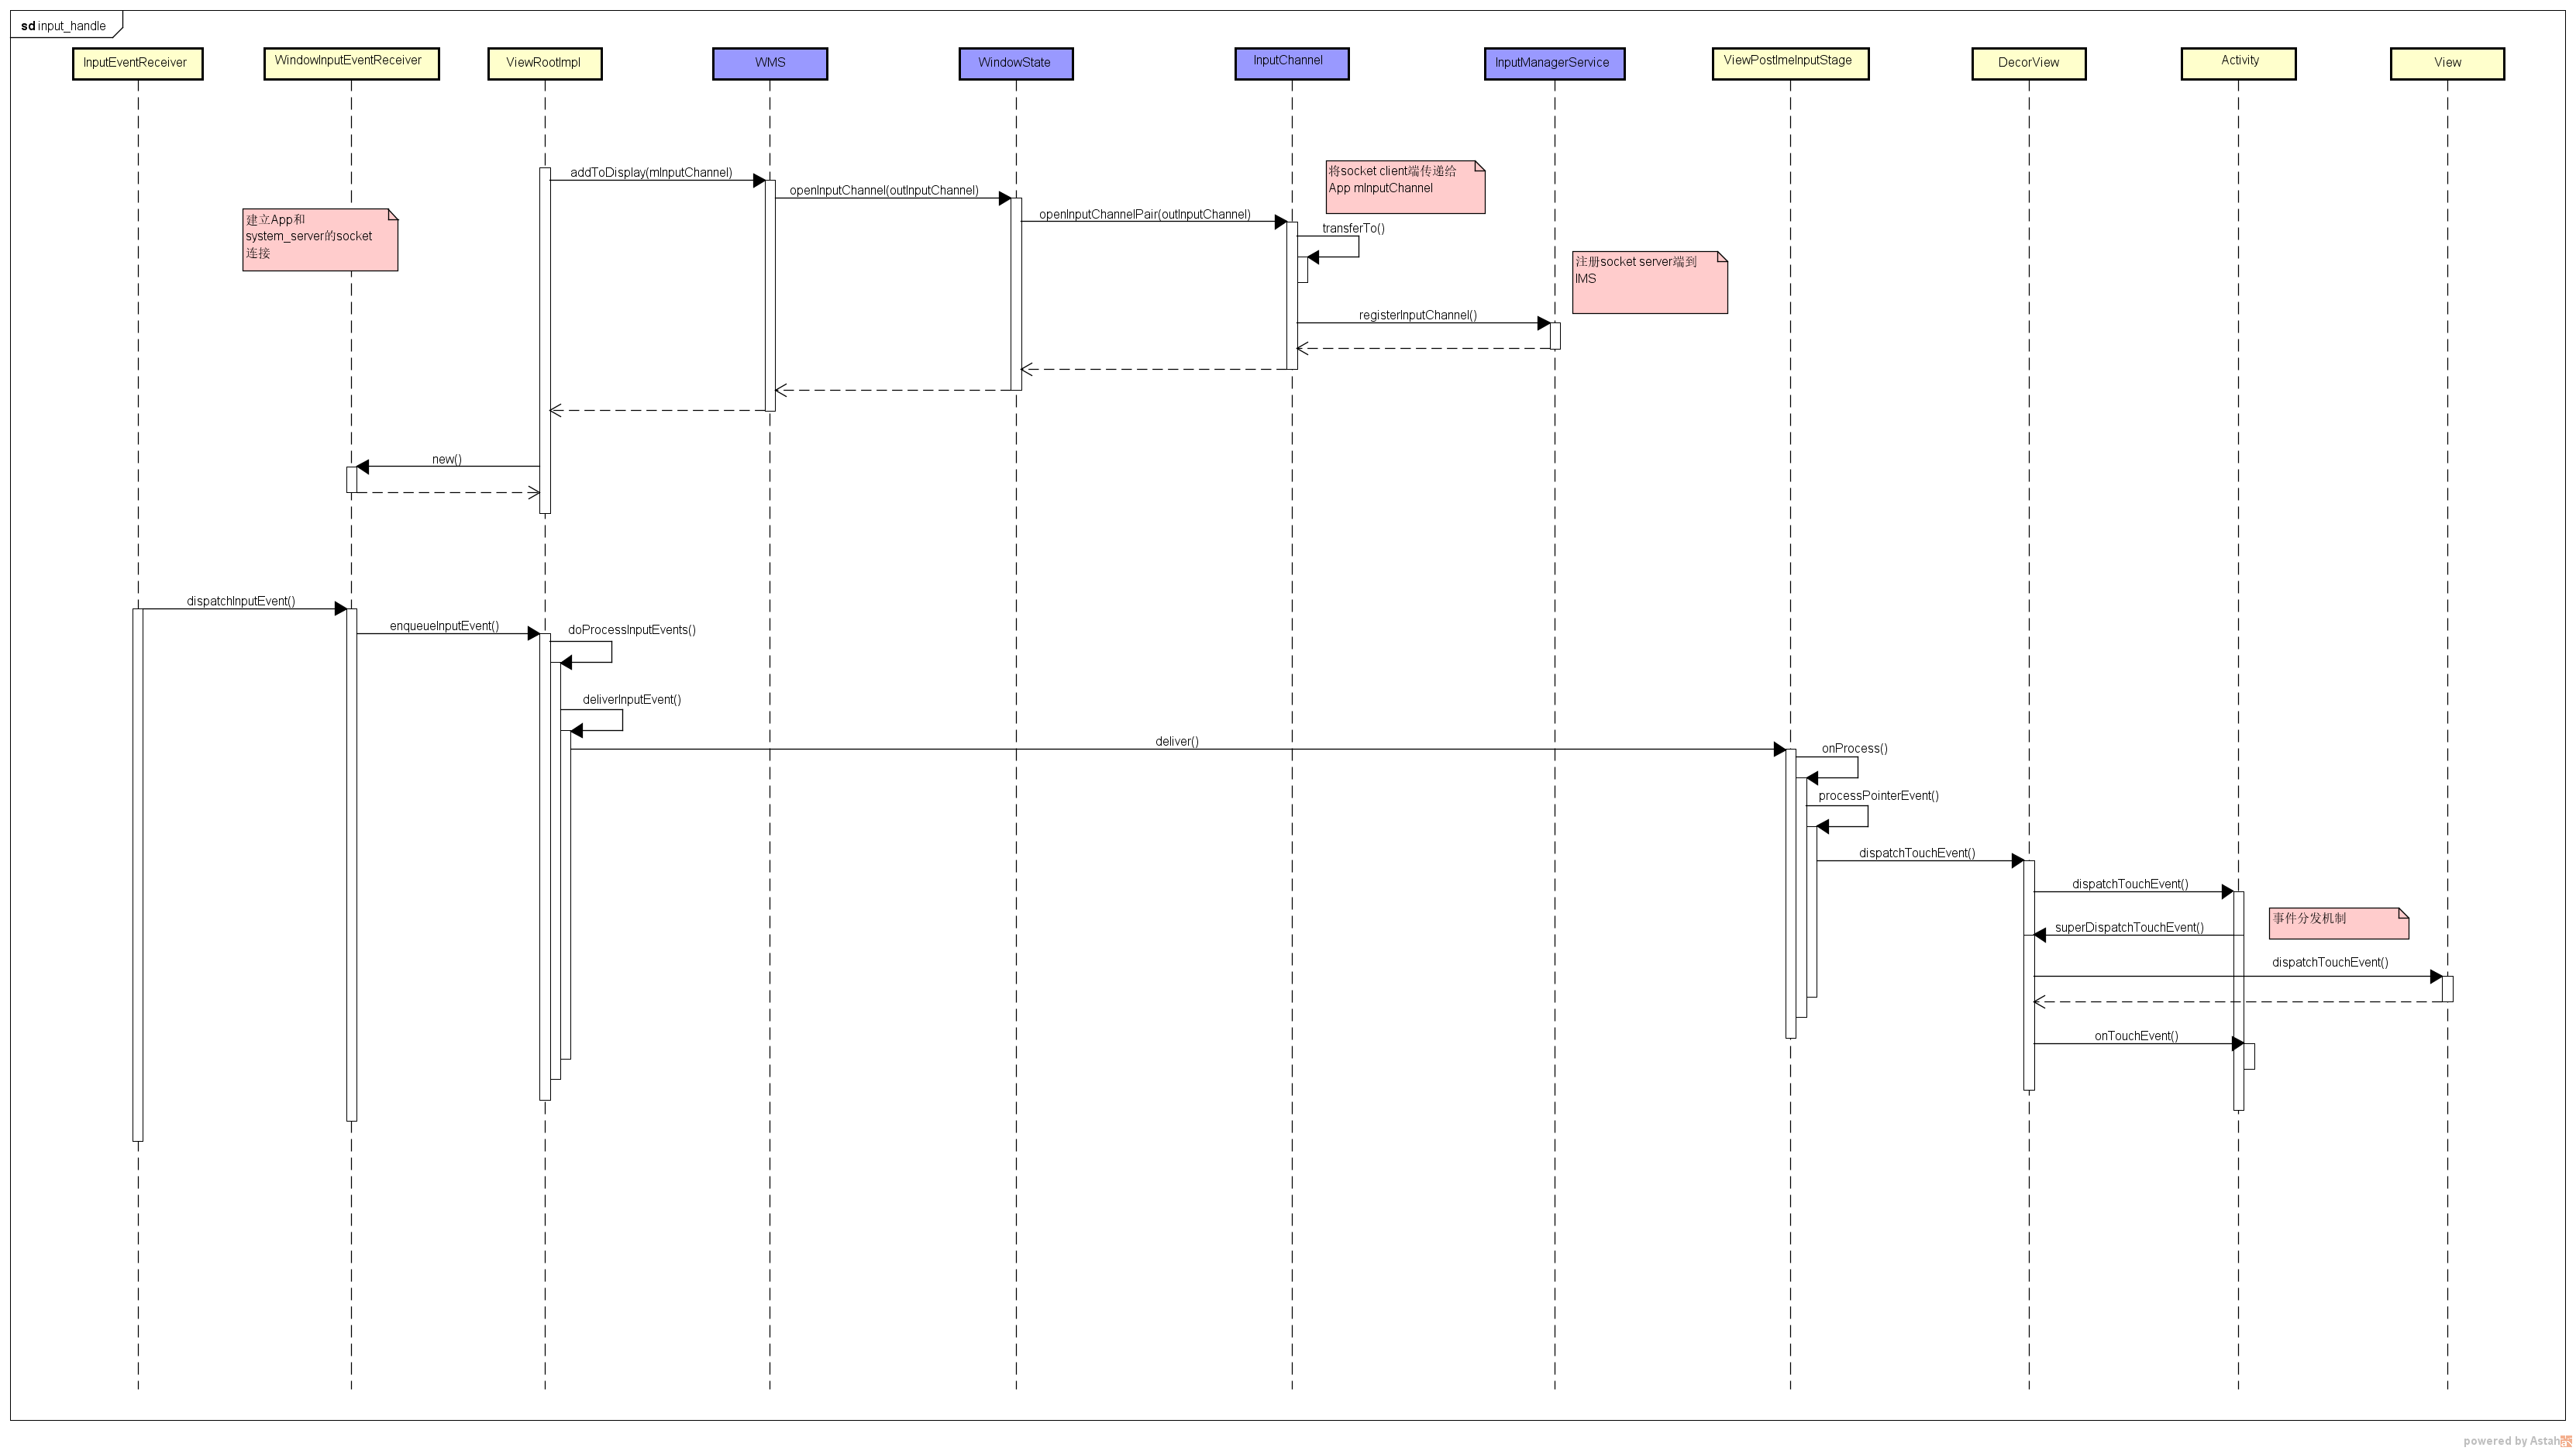 sd input_handle
InputEventReceiver
WindowInputEventReceiver
ViewRootImpl
WMS
WindowState
InputChannel
InputManagerService
ViewPostImeInputStage
DecorView
Activity
View
addToDisplay(mInputChannel)
openInputChannel(outInputChannel)
openInputChannelPair(outInputChannel)
将socket client端传递给
App mInputChannel
建立App和
system_server的socket
连接
transferTo()
注册socket server端到
IMS
registerInputChannel()
new()
dispatchInputEvent()
enqueueInputEvent()
doProcessInputEvents()
deliverInputEvent()
deliver()
onProcess()
processPointerEvent()
dispatchTouchEvent()
dispatchTouchEvent()
事件分发机制
superDispatchTouchEvent()
dispatchTouchEvent()
onTouchEvent()
powered by Astah